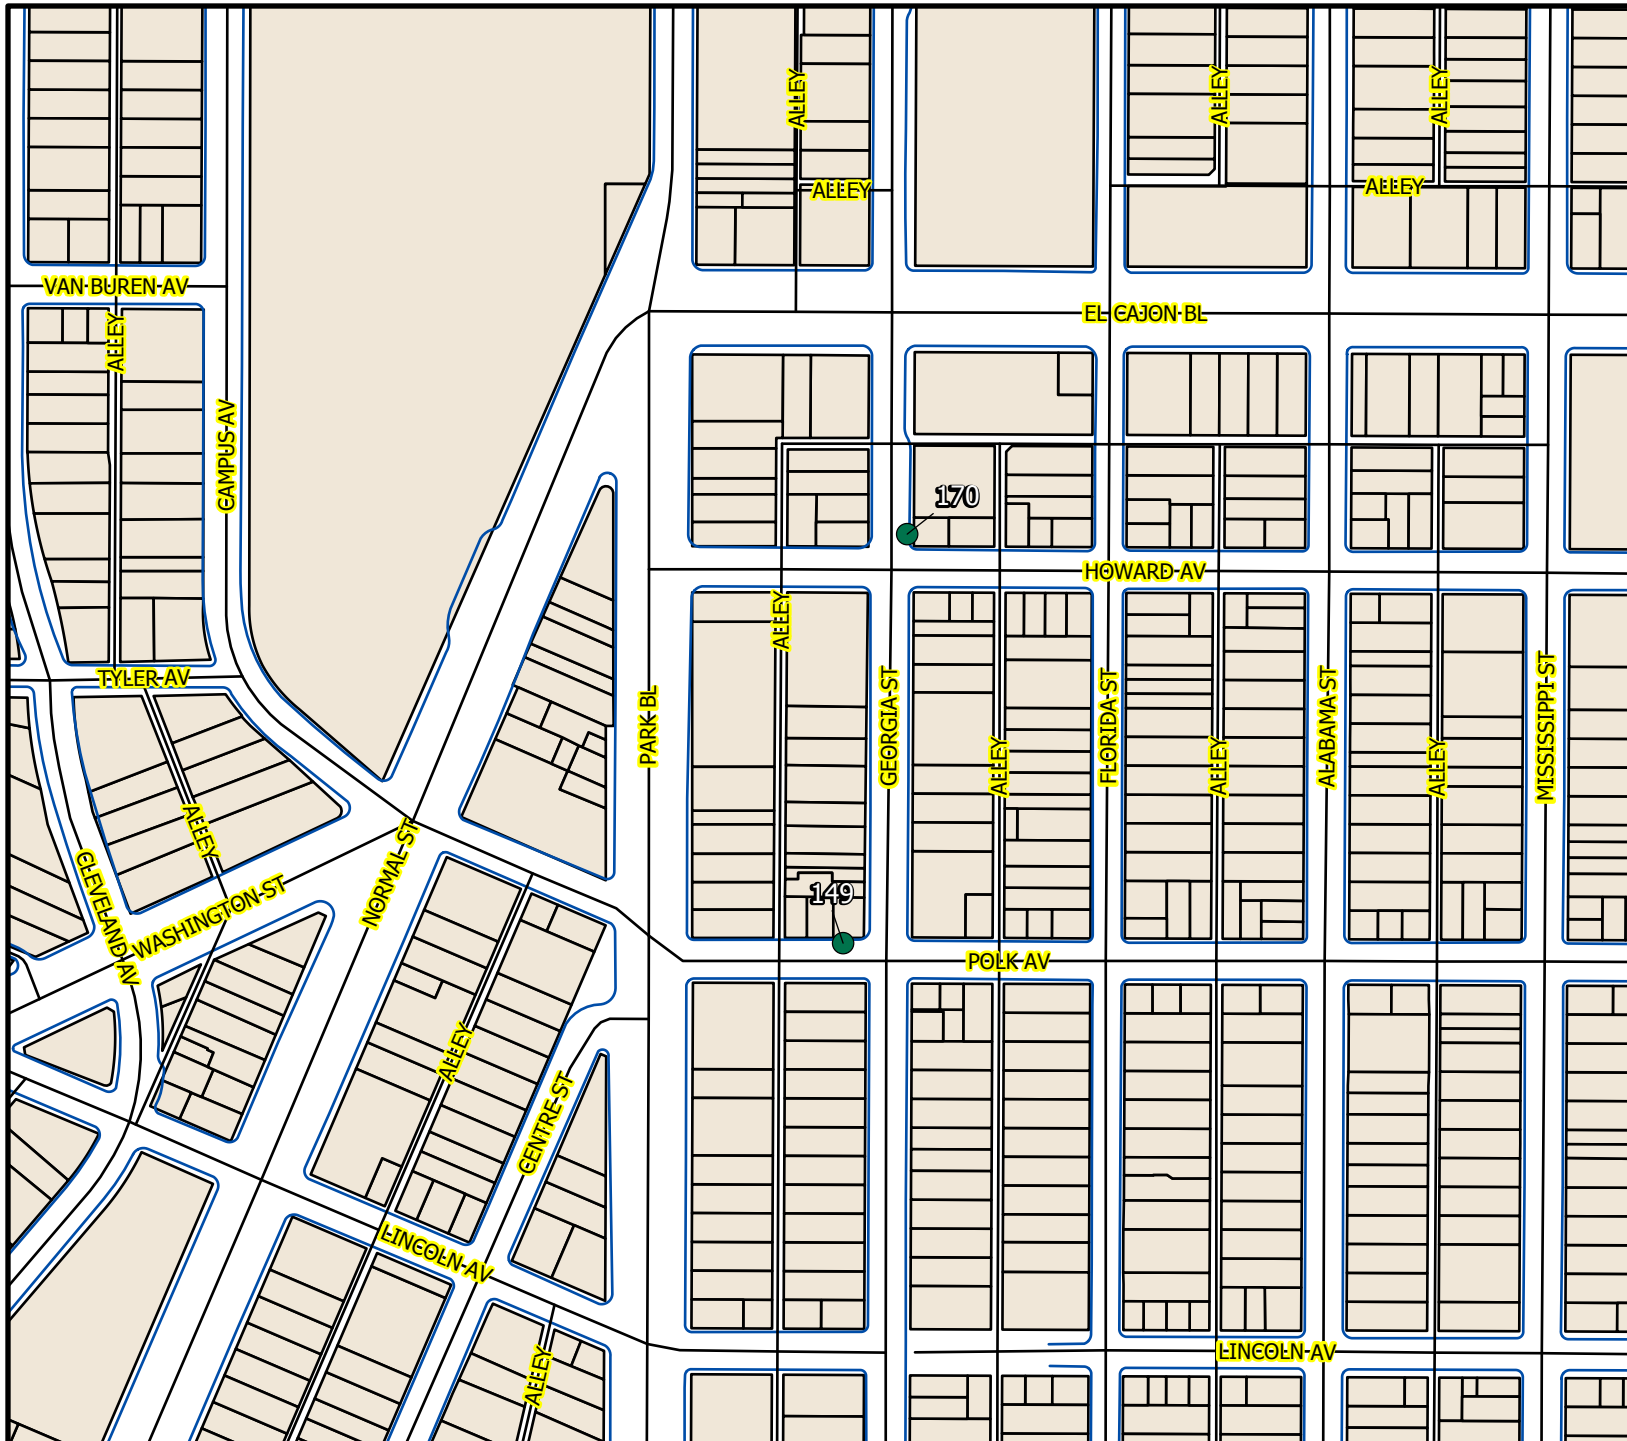 ALLEY
ALLEY
ALLEY
ALLEY
ALLEY
VAN BUREN AV
EL CAJON BL
ALLEY
CAMPUS AV
170
HOWARD AV
ALLEY
TYLER AV
PARK BL
GEORGIA ST
FLORIDA ST
ALABAMA ST
MISSISSIPPI ST
ALLEY
ALLEY
ALLEY
ALLEY
NORMAL ST
149
CLEVELAND AV
WASHINGTON ST
POLK AV
ALLEY
CENTRE ST
LINCOLN AV
LINCOLN AV
ALLEY